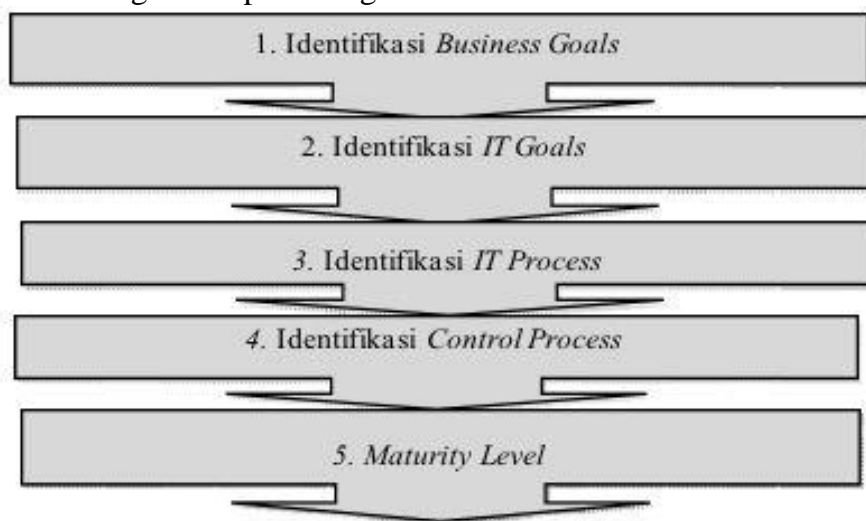 1. Identifikasi Business Goals
2. Identifikasi IT Goals
3. Identifikasi IT Process
4. Identifikasi Control Process
5. Maturity Level